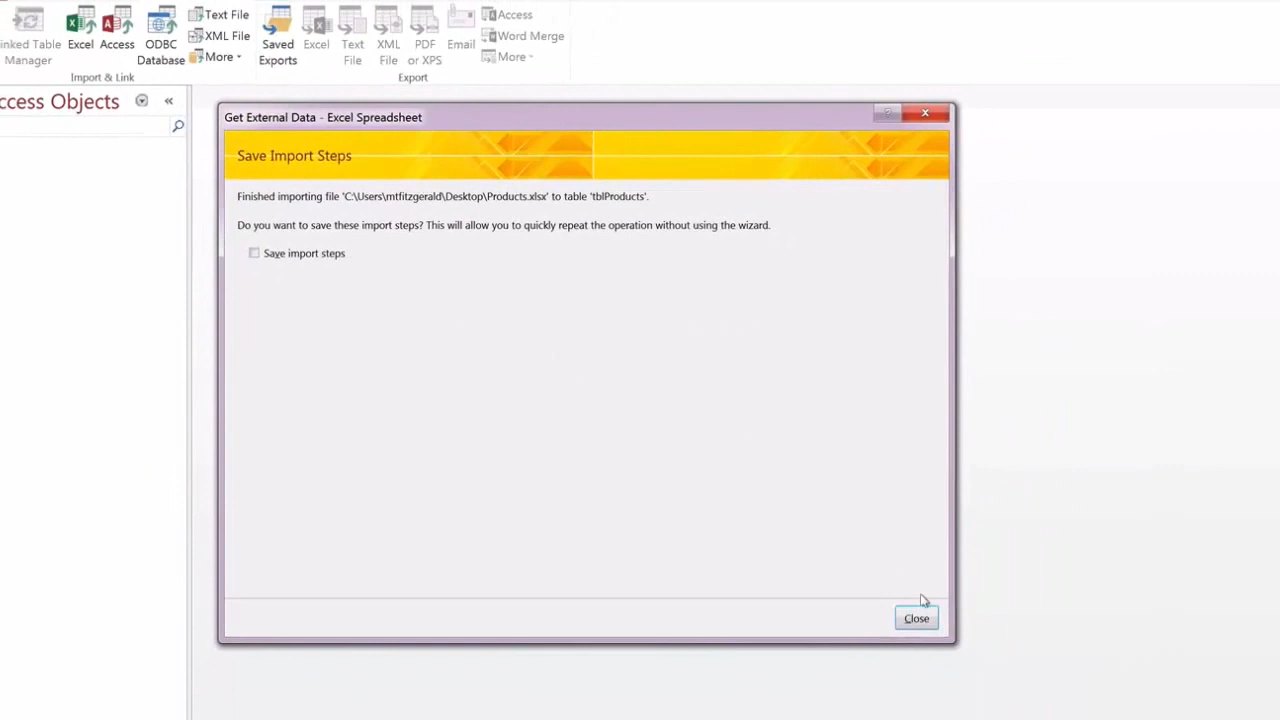 inked Table Manager
Excel
Access
ODBC Database
Text File
XML File
More
Import & Link
Saved Exports
Excel
Text File
XML File
PDF or XPS
Email
Access
Word Merge
More
Export
ccess Objects
Get External Data - Excel Spreadsheet
Save Import Steps
Finished importing file 'C:\Users\mtfitzgerald\Desktop\Products.xlsx' to table 'tblProducts'.
Do you want to save these import steps? This will allow you to quickly repeat the operation without using the wizard.
Save import steps
Close